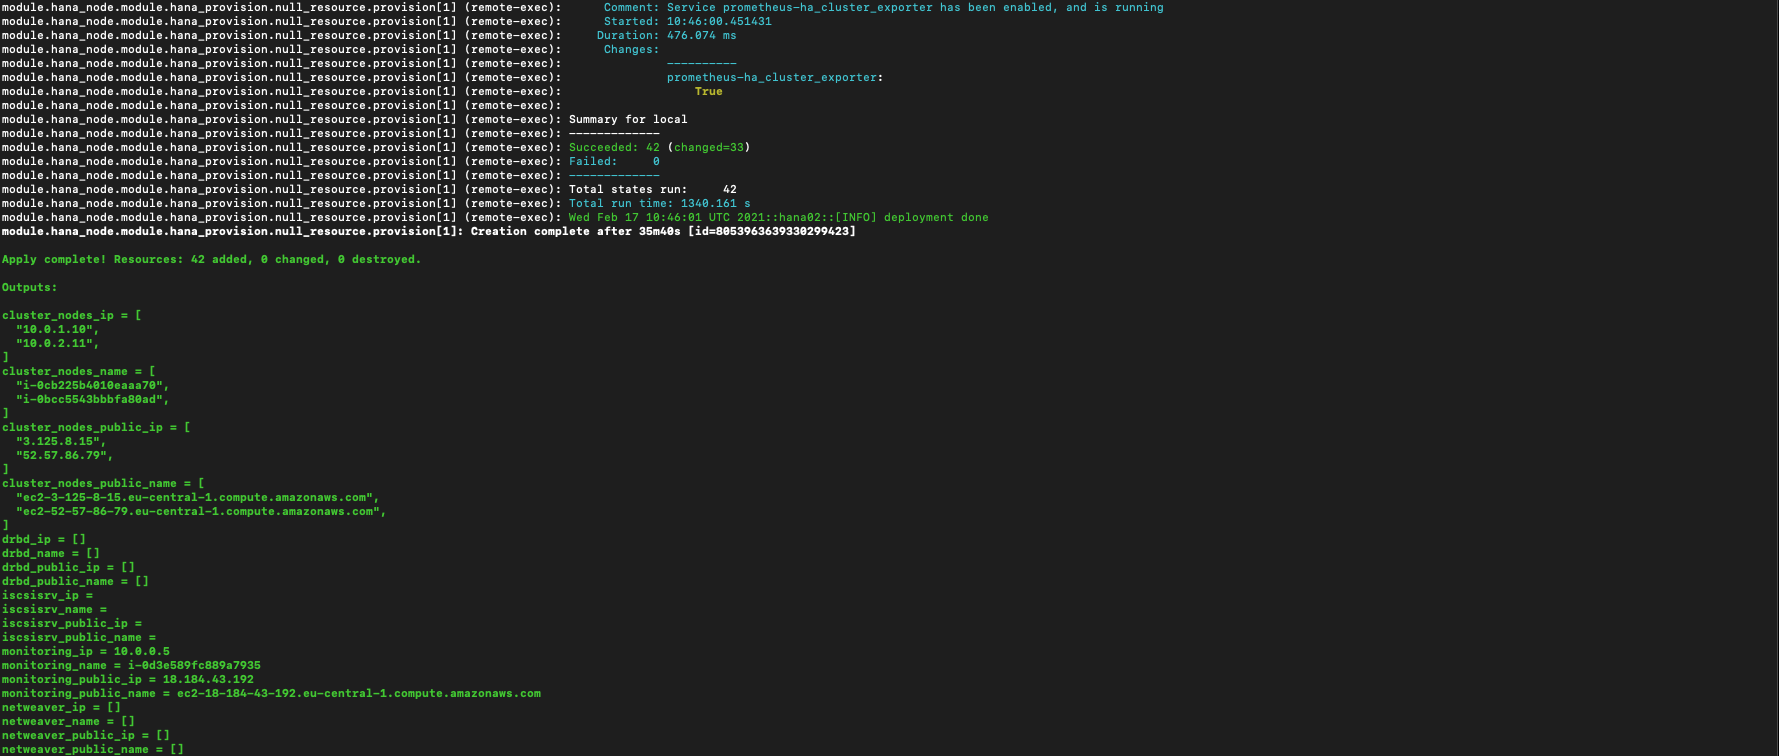 module.hana_node.module.hana_provision.null_resource.provision[1] (remote-exec):      Comment: Service prometheus-ha_cluster_exporter has been enabled, and is running
module.hana_node.module.hana_provision.null_resource.provision[1] (remote-exec):      Started: 10:46:00.451431
module.hana_node.module.hana_provision.null_resource.provision[1] (remote-exec):     Duration: 476.074 ms
module.hana_node.module.hana_provision.null_resource.provision[1] (remote-exec):      Changes:
module.hana_node.module.hana_provision.null_resource.provision[1] (remote-exec):               ----------
module.hana_node.module.hana_provision.null_resource.provision[1] (remote-exec):               prometheus-ha_cluster_exporter:
module.hana_node.module.hana_provision.null_resource.provision[1] (remote-exec):                   True
module.hana_node.module.hana_provision.null_resource.provision[1] (remote-exec):
module.hana_node.module.hana_provision.null_resource.provision[1] (remote-exec): Summary for local
module.hana_node.module.hana_provision.null_resource.provision[1] (remote-exec): -------------
module.hana_node.module.hana_provision.null_resource.provision[1] (remote-exec): Succeeded: 42 (changed=33)
module.hana_node.module.hana_provision.null_resource.provision[1] (remote-exec): Failed:     0
module.hana_node.module.hana_provision.null_resource.provision[1] (remote-exec): -------------
module.hana_node.module.hana_provision.null_resource.provision[1] (remote-exec): Total states run:     42
module.hana_node.module.hana_provision.null_resource.provision[1] (remote-exec): Total run time: 1340.161 s
module.hana_node.module.hana_provision.null_resource.provision[1] (remote-exec): Wed Feb 17 10:46:01 UTC 2021::hana02::[INFO] deployment done
module.hana_node.module.hana_provision.null_resource.provision[1]: Creation complete after 35m40s [id=8053963639330299423]
Apply complete! Resources: 42 added, 0 changed, 0 destroyed.
Outputs:
cluster_nodes_ip = [
  "10.0.1.10",
  "10.0.2.11",
]
cluster_nodes_name = [
  "i-0cb225b4010eaaa70",
  "i-0bcc5543bbbfa80ad",
]
cluster_nodes_public_ip = [
  "3.125.8.15",
  "52.57.86.79",
]
cluster_nodes_public_name = [
  "ec2-3-125-8-15.eu-central-1.compute.amazonaws.com",
  "ec2-52-57-86-79.eu-central-1.compute.amazonaws.com",
]
drbd_ip = []
drbd_name = []
drbd_public_ip = []
drbd_public_name = []
iscsisrv_ip =
iscsisrv_name =
iscsisrv_public_ip =
iscsisrv_public_name =
monitoring_ip = 10.0.0.5
monitoring_name = i-0d3e589fc889a7935
monitoring_public_ip = 18.184.43.192
monitoring_public_name = ec2-18-184-43-192.eu-central-1.compute.amazonaws.com
netweaver_ip = []
netweaver_name = []
netweaver_public_ip = []
netweaver_public_name = []